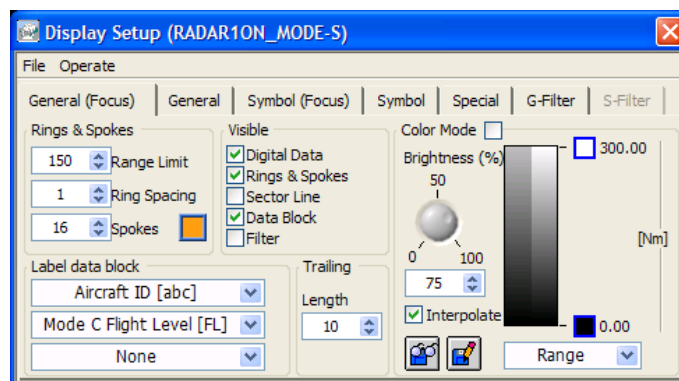 Display Setup (RADAR1ON_MODE-S)
File Operate
General (Focus) General Symbol (Focus) Symbol Special G-Filter S-Filter
Rings & Spokes
150 Range Limit
1 Ring Spacing
16 Spokes
Visible
Digital Data
Rings & Spokes
Sector Line
Data Block
Filter
Color Mode
Brightness (%)
50
0 100
75
Interpolate
300.00
[Nm]
0.00
Range
Label data block
Aircraft ID [abc]
Mode C Flight Level [FL]
None
Trailing
Length
10